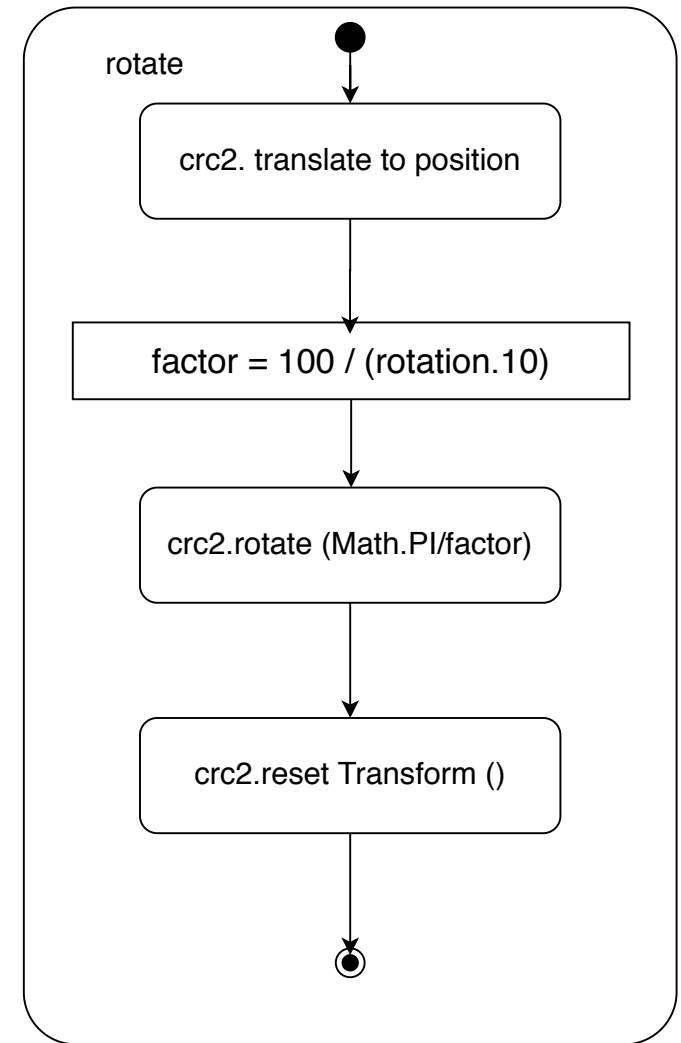 rotate
crc2. translate to position
factor = 100 / (rotation.10)
crc2.rotate (Math.PI/factor)
crc2.reset Transform ()